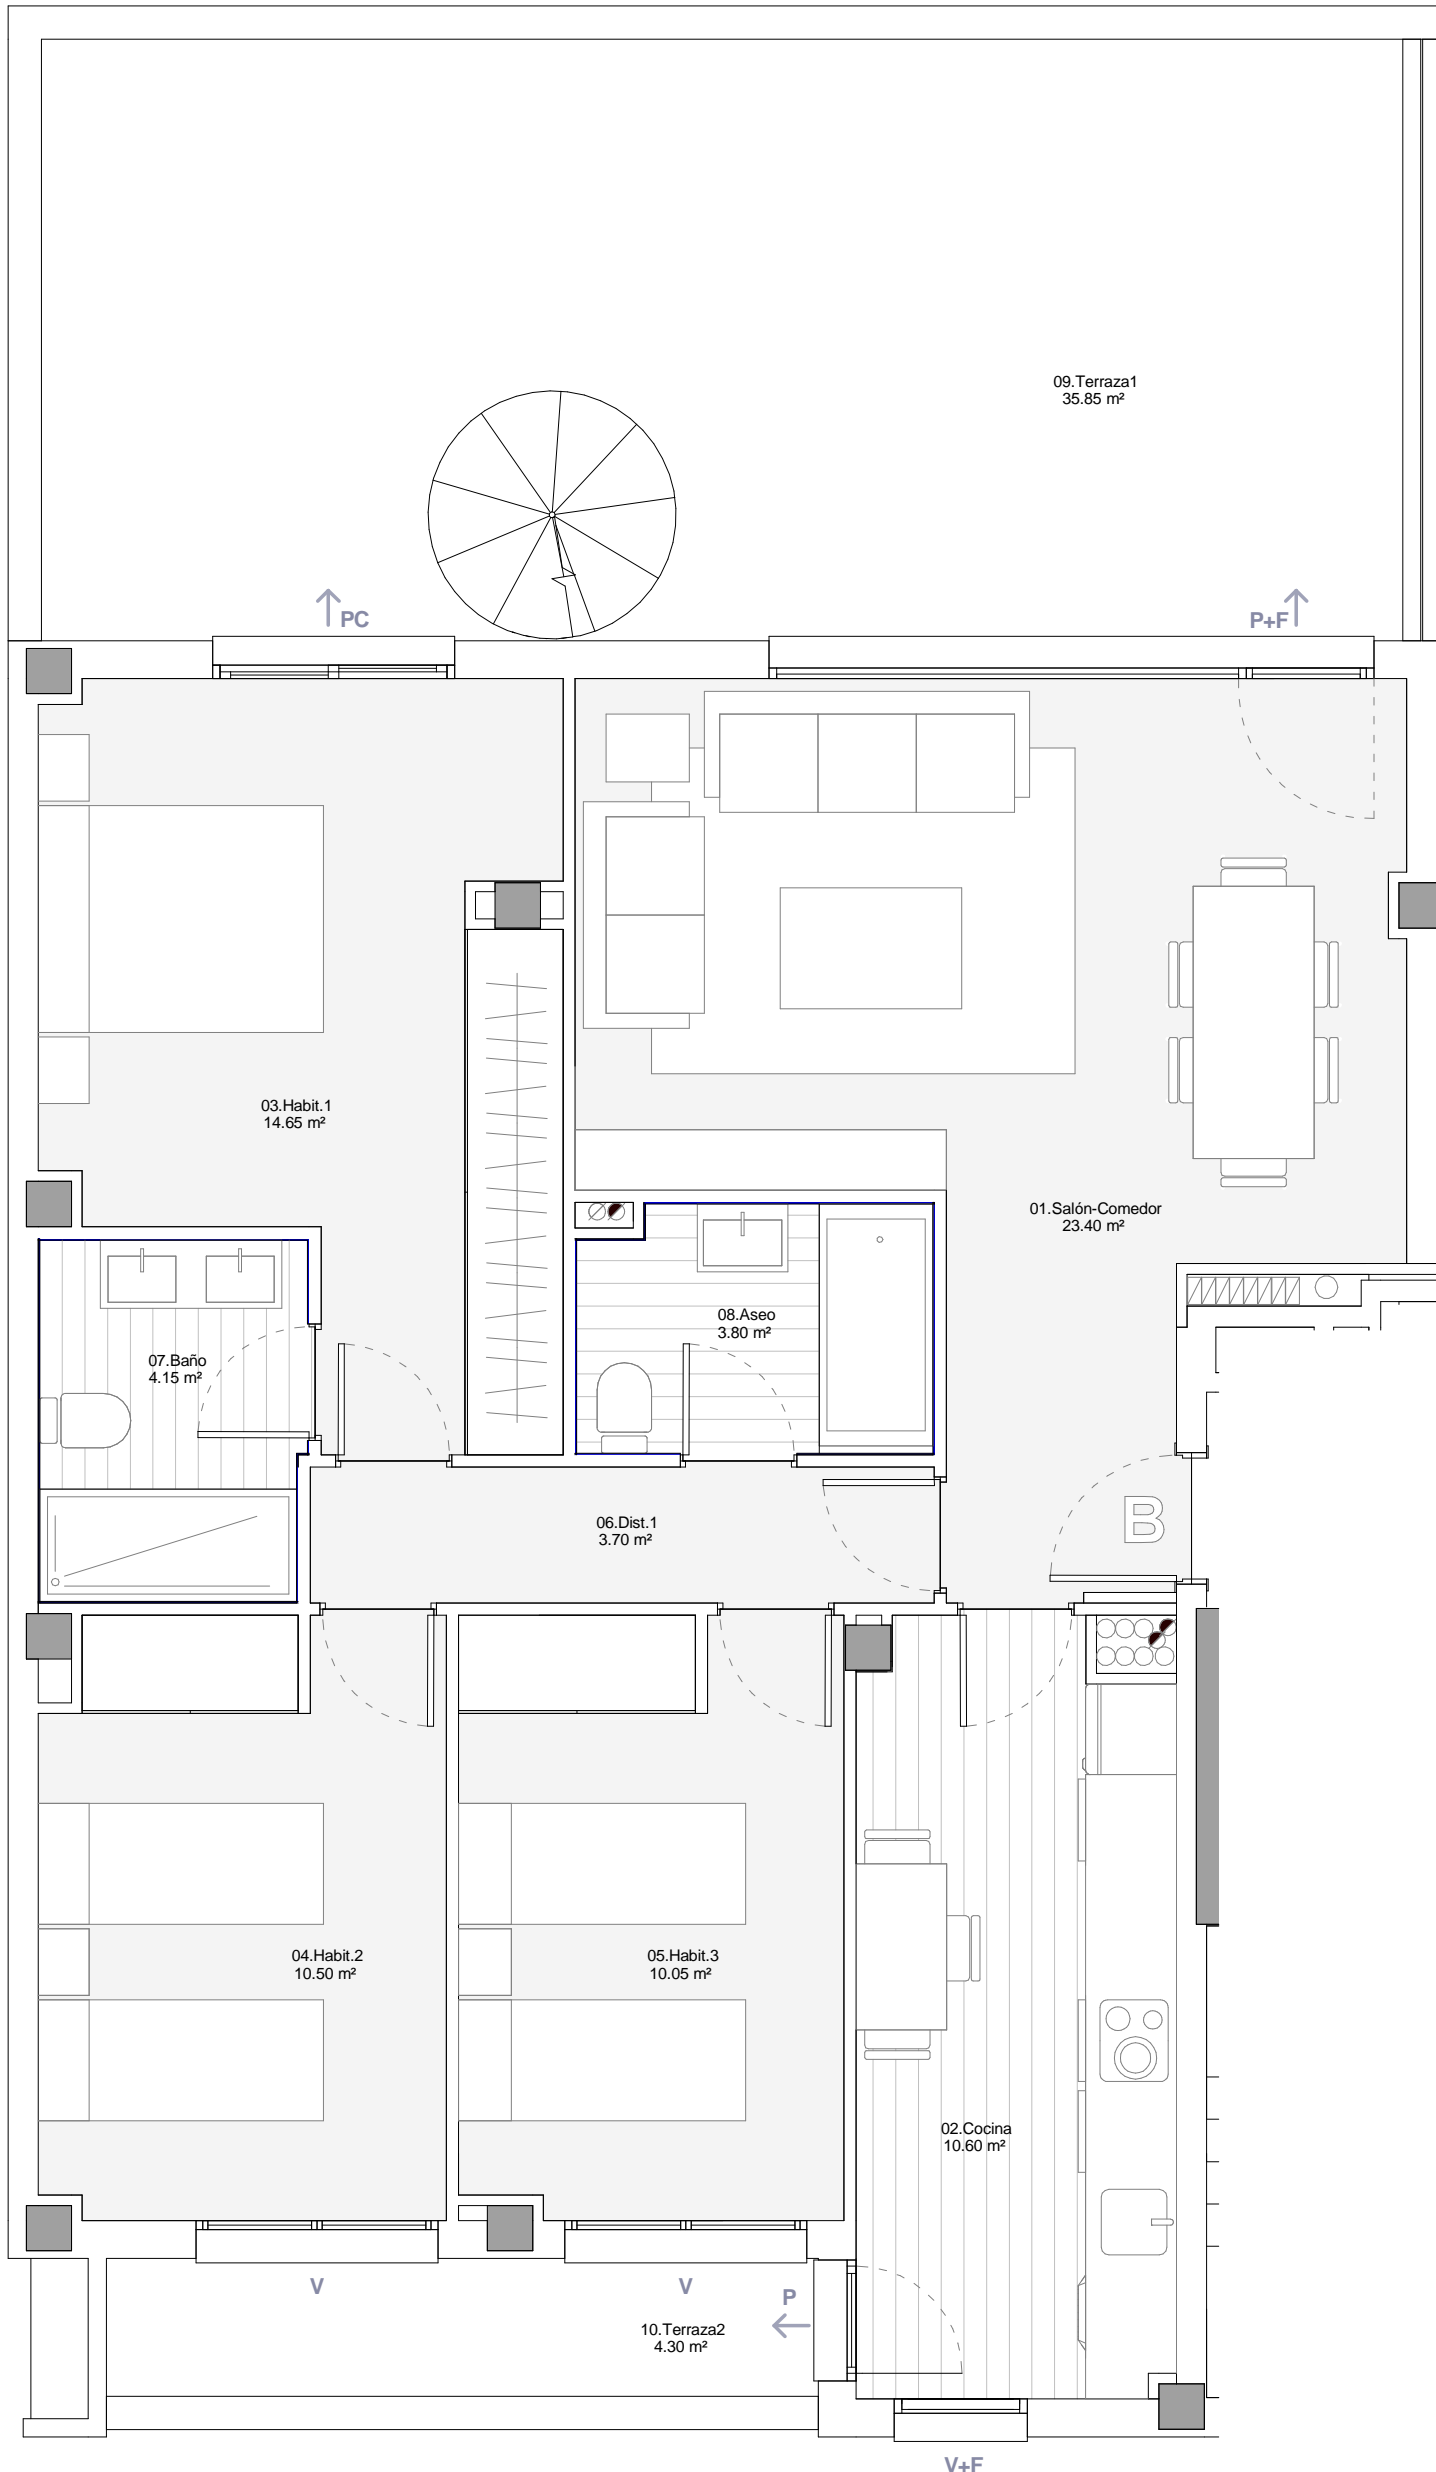 09.Terraza1
35.85 m²
PC
P+F
03.Habit.1
14.65 m²
01.Salón-Comedor
23.40 m²
08.Aseo
3.80 m²
07.Baño
4.15 m²
06.Dist.1
3.70 m²
B
04.Habit.2
10.50 m²
05.Habit.3
10.05 m²
02.Cocina
10.60 m²
V
V
P
10.Terraza2
4.30 m²
V+F